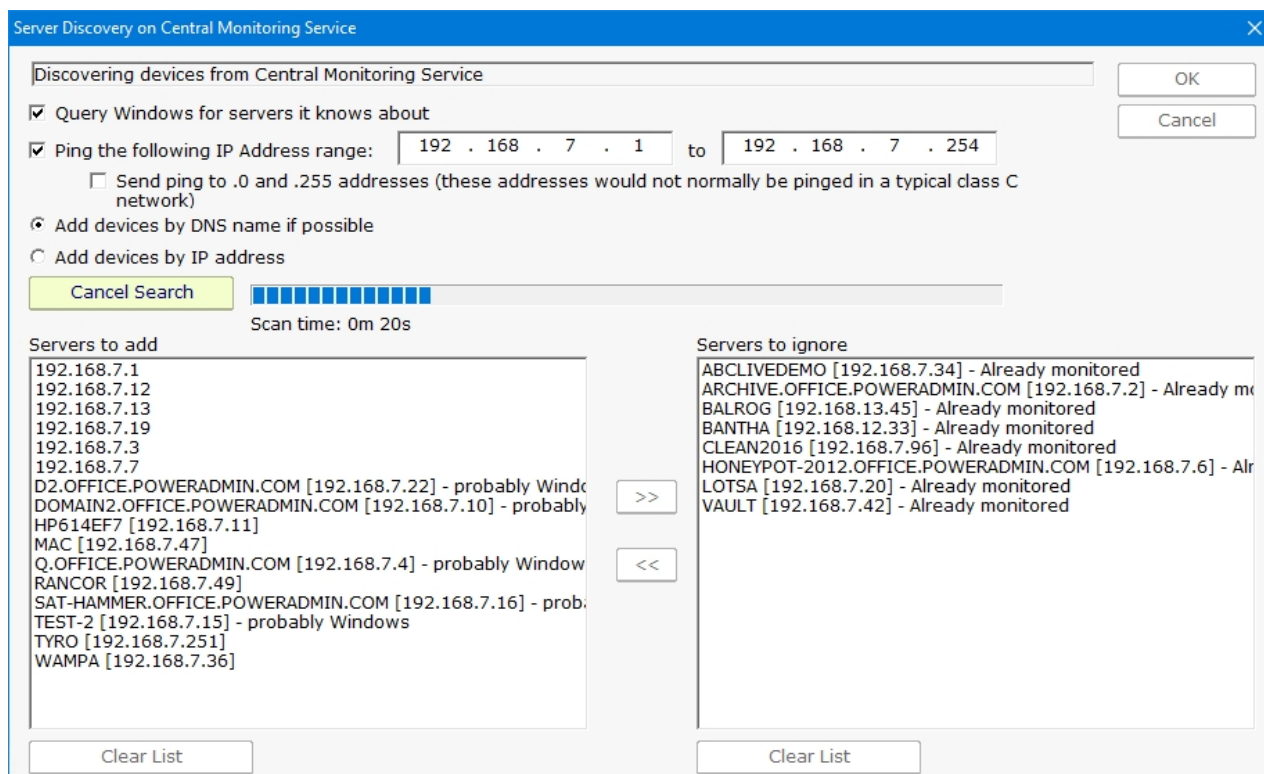 Server Discovery on Central Monitoring Service
Discovering devices from Central Monitoring Service
OK
Query Windows for servers it knows about
Cancel
Ping the following IP Address range: 192 . 168 . 7 . 1 to 192 . 168 . 7 . 254
Send ping to .0 and .255 addresses (these addresses would not normally be pinged in a typical class C
network)
Add devices by DNS name if possible
Add devices by IP address
Cancel Search
Scan time: 0m 20s
Servers to add
192.168.7.1
192.168.7.12
192.168.7.13
192.168.7.19
192.168.7.3
192.168.7.7
D2.OFFICE.POWERADMIN.COM [192.168.7.22] - probably Windo
DOMAIN2.OFFICE.POWERADMIN.COM [192.168.7.10] - probably
HP614EF7 [192.168.7.11]
MAC [192.168.7.47]
Q.OFFICE.POWERADMIN.COM [192.168.7.4] - probably Window
RANCOR [192.168.7.49]
SAT-HAMMER.OFFICE.POWERADMIN.COM [192.168.7.16] - proba
TEST-2 [192.168.7.15] - probably Windows
TYRO [192.168.7.251]
WAMPA [192.168.7.36]
Clear List
>>
<<
Servers to ignore
ABCLIVEDEMO [192.168.7.34] - Already monitored
ARCHIVE.OFFICE.POWERADMIN.COM [192.168.7.2] - Already mo
BALROG [192.168.13.45] - Already monitored
BANTHA [192.168.12.33] - Already monitored
CLEAN2016 [192.168.7.96] - Already monitored
HONEYPOT-2012.OFFICE.POWERADMIN.COM [192.168.7.6] - Alr
LOTSA [192.168.7.20] - Already monitored
VAULT [192.168.7.42] - Already monitored
Clear List